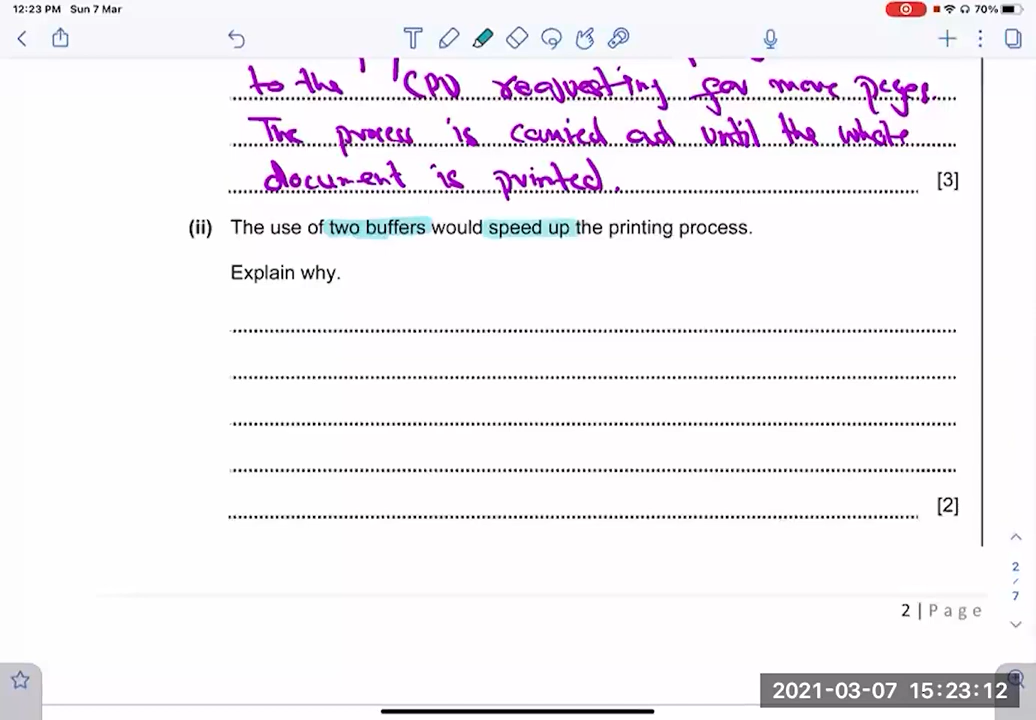 12:23 PM Sun 7 Mar
70%
to the CPU requesting for more pages.
The process is carried out until the whole
document is printed.
[3]
(ii) The use of two buffers would speed up the printing process.
Explain why.
[2]
2
/
7
2 | Page
2021-03-07 15:23:12